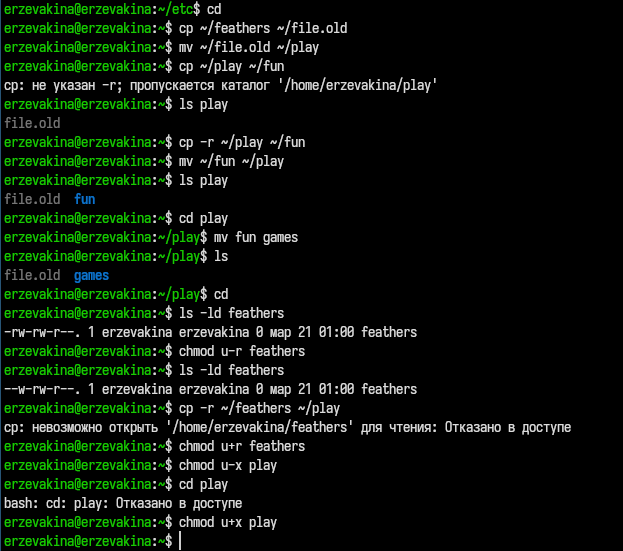 erzevakina@erzevakina:~/etc$ cd
erzevakina@erzevakina:~$ cp ~/feathers ~/file.old
erzevakina@erzevakina:~$ mv ~/file.old ~/play
erzevakina@erzevakina:~$ cp ~/play ~/fun
cp: не указан -r; пропускается каталог '/home/erzevakina/play'
erzevakina@erzevakina:~$ ls play
file.old
erzevakina@erzevakina:~$ cp -r ~/play ~/fun
erzevakina@erzevakina:~$ mv ~/fun ~/play
erzevakina@erzevakina:~$ ls play
file.old  fun
erzevakina@erzevakina:~$ cd play
erzevakina@erzevakina:~/play$ mv fun games
erzevakina@erzevakina:~/play$ ls
file.old  games
erzevakina@erzevakina:~/play$ cd
erzevakina@erzevakina:~$ ls -ld feathers
-rw-rw-r--. 1 erzevakina erzevakina 0 мар 21 01:00 feathers
erzevakina@erzevakina:~$ chmod u-r feathers
erzevakina@erzevakina:~$ ls -ld feathers
--w-rw-r--. 1 erzevakina erzevakina 0 мар 21 01:00 feathers
erzevakina@erzevakina:~$ cp -r ~/feathers ~/play
cp: невозможно открыть '/home/erzevakina/feathers' для чтения: Отказано в доступе
erzevakina@erzevakina:~$ chmod u+r feathers
erzevakina@erzevakina:~$ chmod u-x play
erzevakina@erzevakina:~$ cd play
bash: cd: play: Отказано в доступе
erzevakina@erzevakina:~$ chmod u+x play
erzevakina@erzevakina:~$